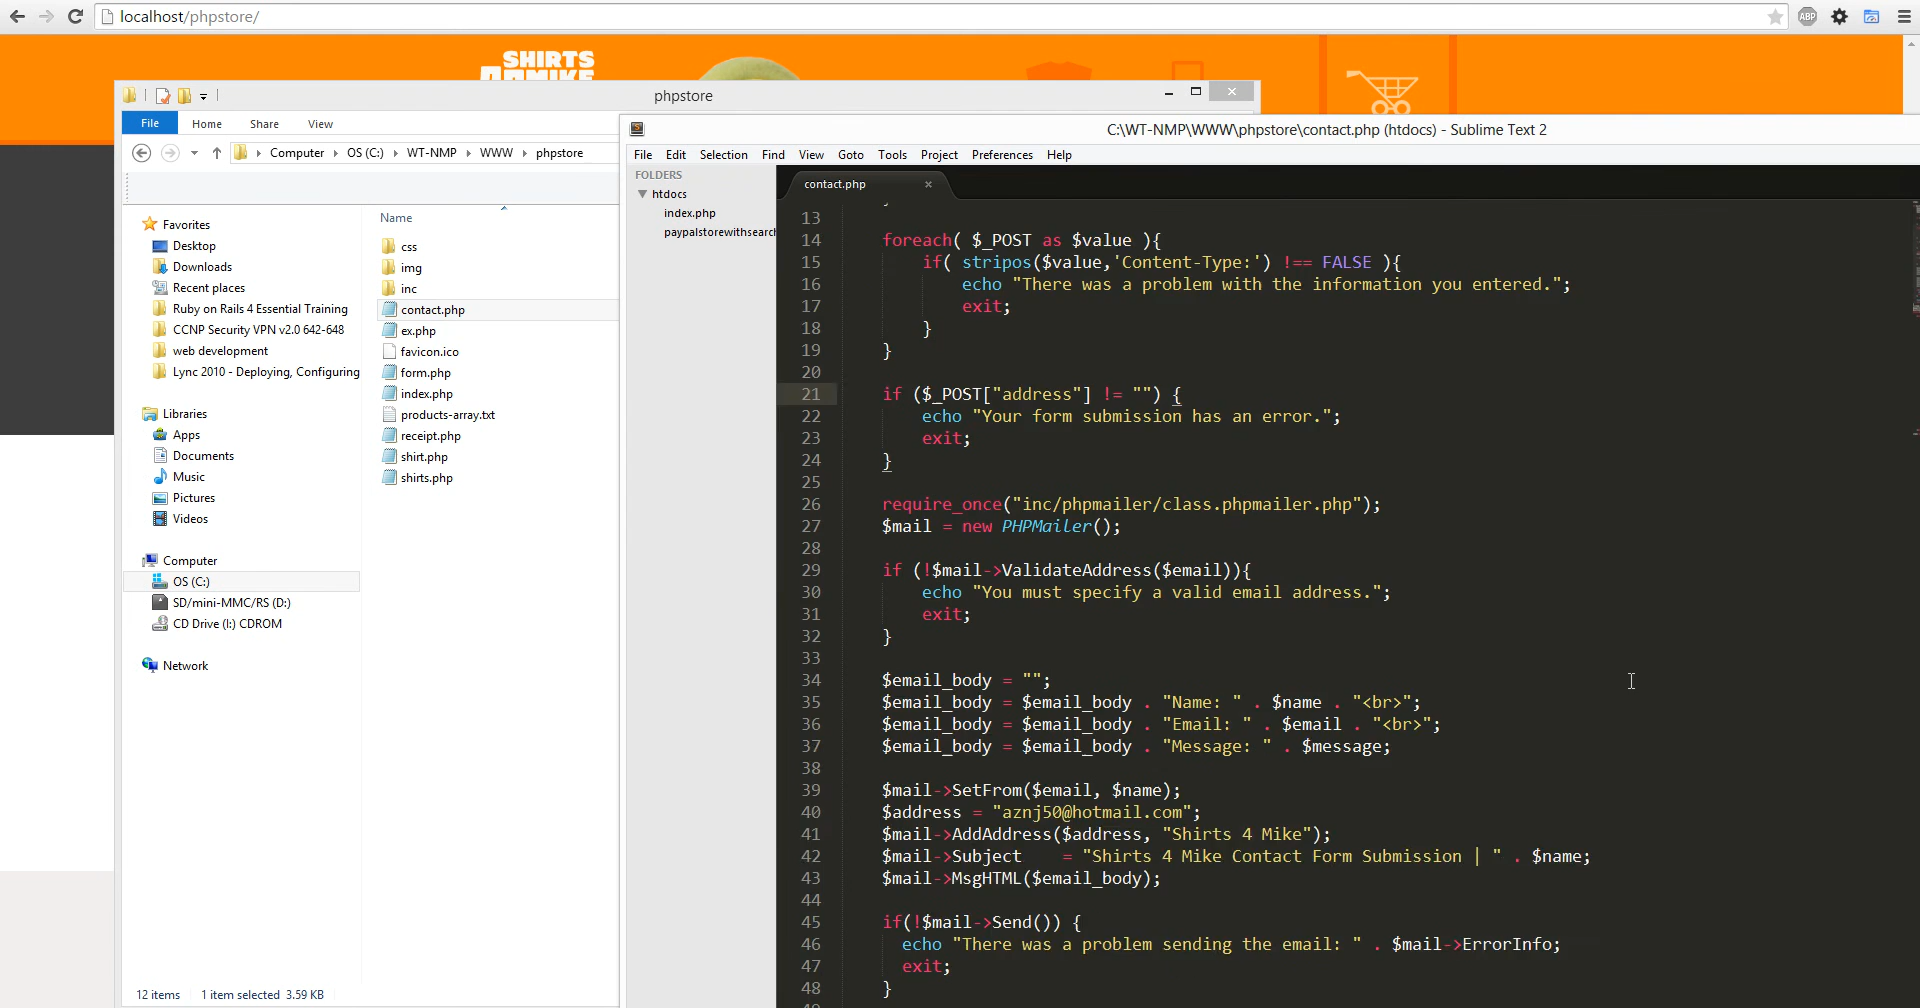 localhost/phpstore/
ABP
SHIRTS
4 MIKE
phpstore
File Home Share View
Computer OS (C:) WT-NMP WWW phpstore
Name
Favorites
Desktop
Downloads
Recent places
Ruby on Rails 4 Essential Training
CCNP Security VPN v2.0 642-648
web development
Lync 2010 - Deploying, Configuring
Libraries
Apps
Documents
Music
Pictures
Videos
Computer
OS (C:)
SD/mini-MMC/RS (D:)
CD Drive (I:) CDROM
Network
css
img
inc
contact.php
ex.php
favicon.ico
form.php
index.php
products-array.txt
receipt.php
shirt.php
shirts.php
12 items 1 item selected 3.59 KB
C:\WT-NMP\WWW\phpstore\contact.php (htdocs) - Sublime Text 2
File Edit Selection Find View Goto Tools Project Preferences Help
FOLDERS
htdocs
index.php
paypalstorewithsearch
contact.php
13
14 foreach( $_POST as $value ){
15 if( stripos($value,'Content-Type:') !== FALSE ){
16 echo "There was a problem with the information you entered.";
17 exit;
18 }
19 }
20
21 if ($_POST["address"] != "") {
22 echo "Your form submission has an error.";
23 exit;
24 }
25
26 require_once("inc/phpmailer/class.phpmailer.php");
27 $mail = new PHPMailer();
28
29 if (!$mail->ValidateAddress($email)){
30 echo "You must specify a valid email address.";
31 exit;
32 }
33
34 $email_body = "";
35 $email_body = $email_body . "Name: " . $name . "<br>";
36 $email_body = $email_body . "Email: " . $email . "<br>";
37 $email_body = $email_body . "Message: " . $message;
38
39 $mail->SetFrom($email, $name);
40 $address = "aznj50@hotmail.com";
41 $mail->AddAddress($address, "Shirts 4 Mike");
42 $mail->Subject    = "Shirts 4 Mike Contact Form Submission | " . $name;
43 $mail->MsgHTML($email_body);
44
45 if(!$mail->Send()) {
46 echo "There was a problem sending the email: " . $mail->ErrorInfo;
47 exit;
48 }